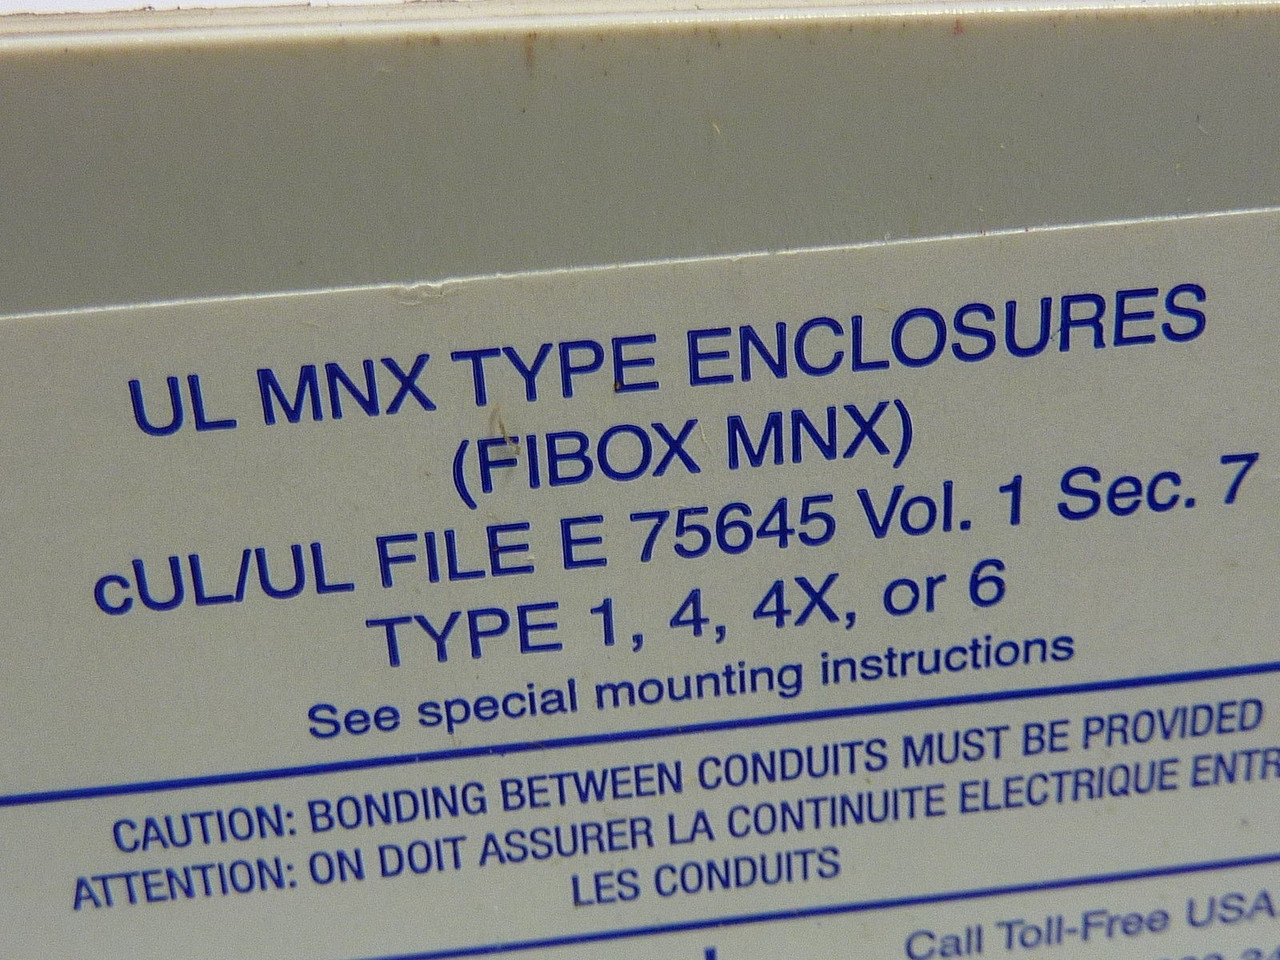 UL MNX TYPE ENCLOSURES
(FIBOX MNX)
cUL/UL FILE E 75645 Vol. 1 Sec. 7
TYPE 1, 4, 4X, or 6
See special mounting instructions
CAUTION: BONDING BETWEEN CONDUITS MUST BE PROVIDED
ATTENTION: ON DOIT ASSURER LA CONTINUITE ELECTRIQUE ENTR
LES CONDUITS
Call Toll-Free USA